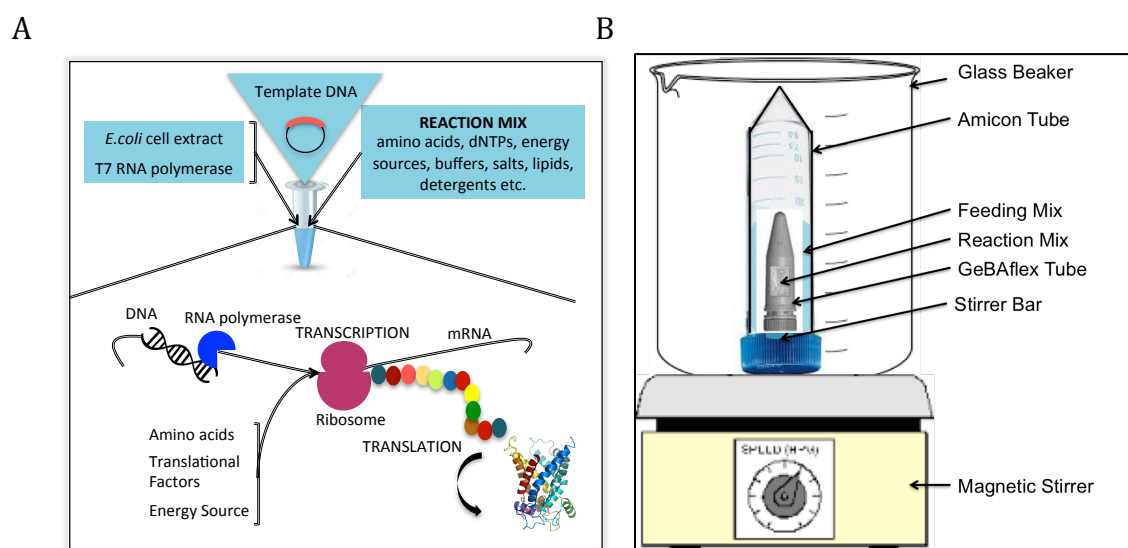 A
Template DNA
E.coli cell extract
T7 RNA polymerase
REACTION MIX
amino acids, dNTPs, energy
sources, buffers, salts, lipids,
detergents etc.
DNA
RNA polymerase
TRANSCRIPTION
mRNA
Ribosome
Amino acids
Translational
Factors
Energy Source
TRANSLATION
B
Glass Beaker
Amicon Tube
Feeding Mix
Reaction Mix
GeBAflex Tube
Stirrer Bar
SPEED
Magnetic Stirrer